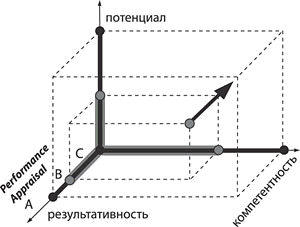 потенциал
C
B
A
Performance
Appraisal
результативность
компетентность